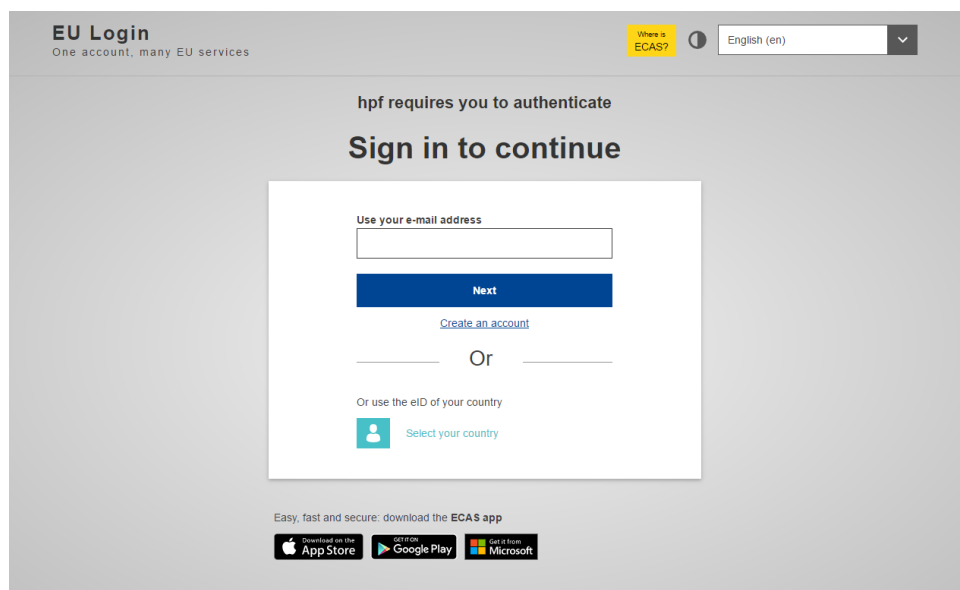 EU Login
One account, many EU services
Where is
ECAS?
English (en)
hpf requires you to authenticate
Sign in to continue
Use your e-mail address
Next
Create an account
Or
Or use the eID of your country
Select your country
Easy, fast and secure: download the ECAS app
Download on the
App Store
GET IT ON
Google Play
Get it from
Microsoft